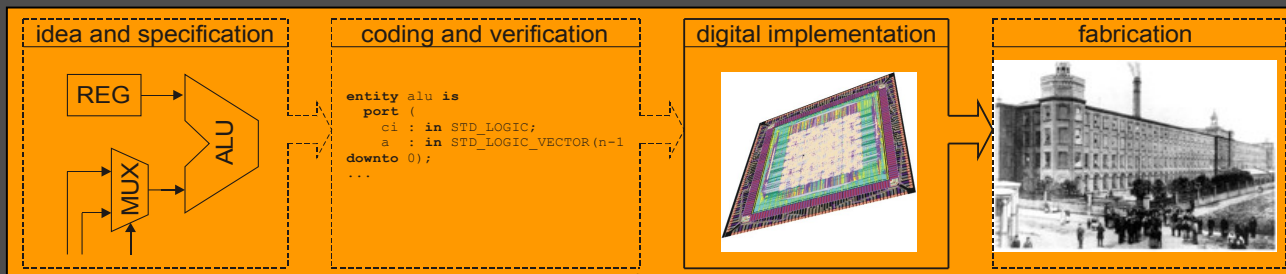 idea and specification
REG
ALU
MUX
coding and verification
entity alu is
port (
ci : in STD_LOGIC;
a : in STD_LOGIC_VECTOR(n-1
downto 0);
...
digital implementation
fabrication